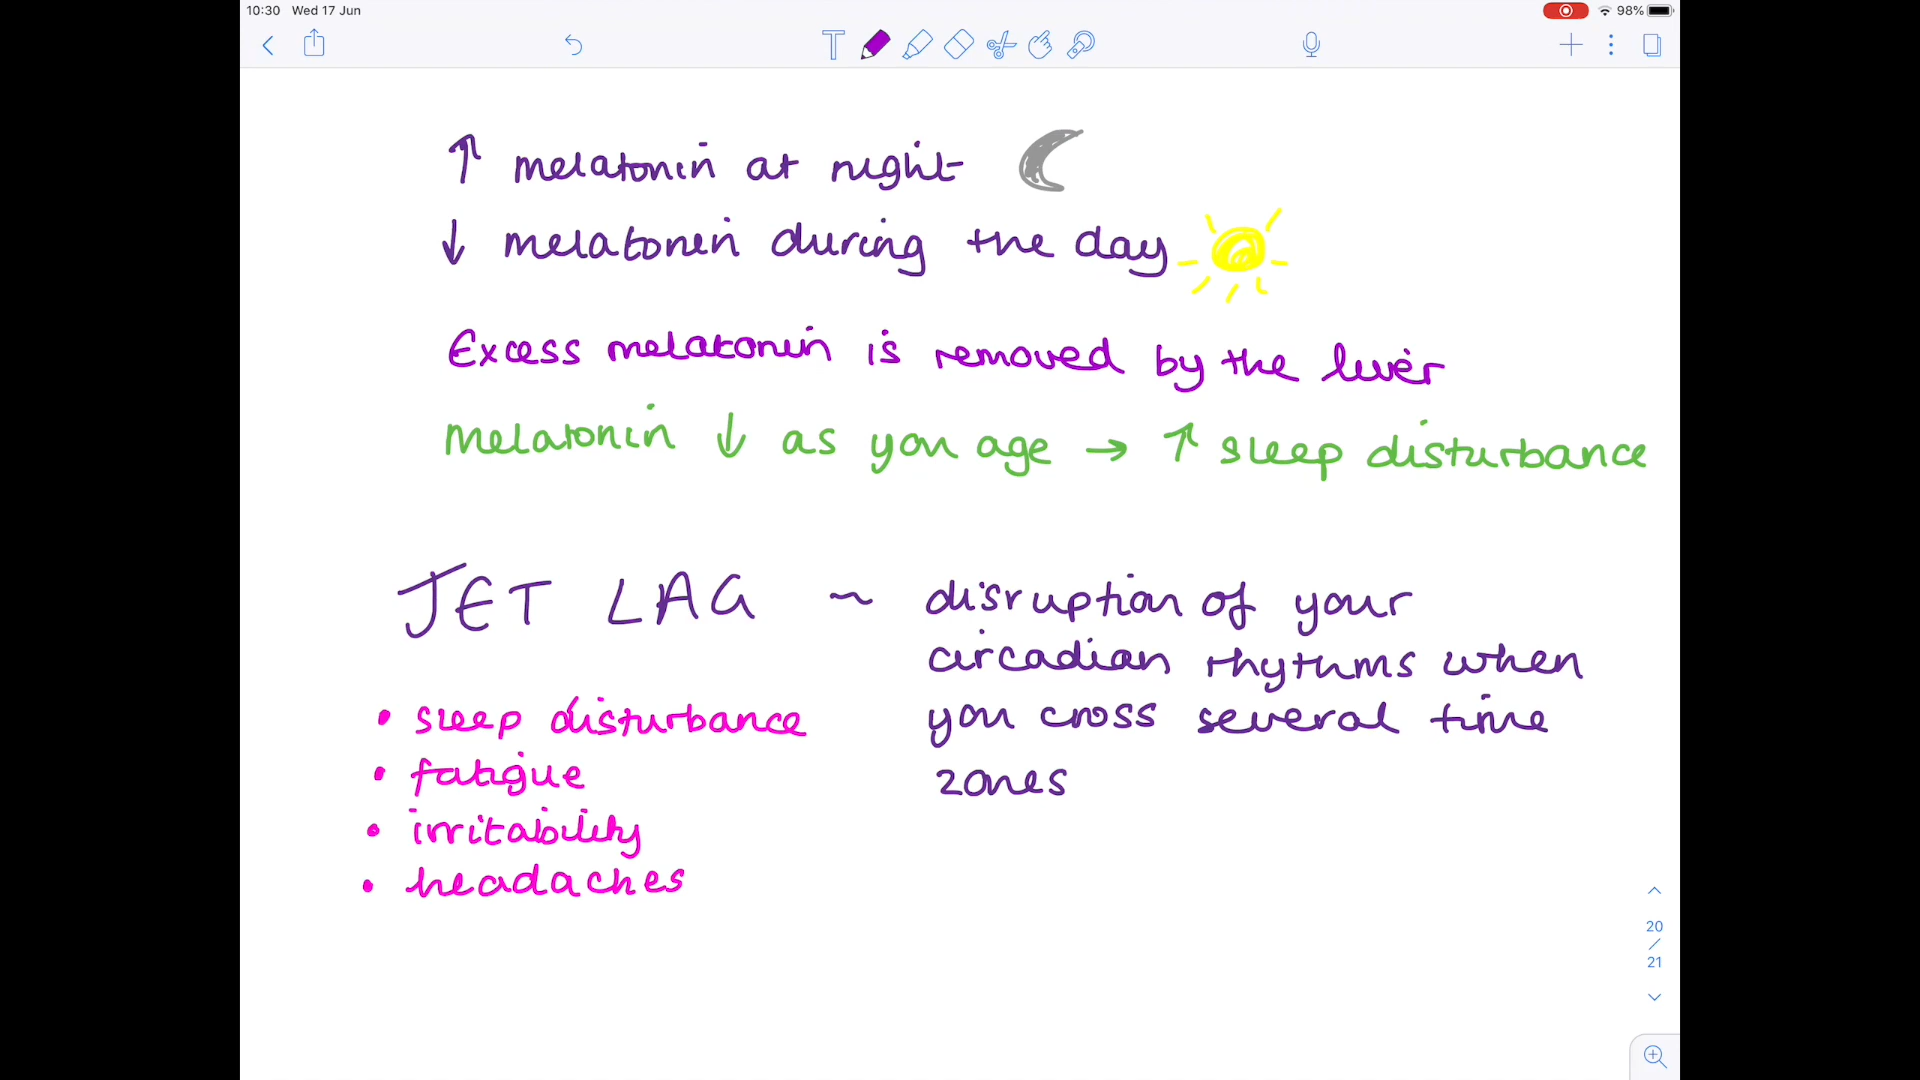 10:30 Wed 17 Jun
98%
T
↑ melatonin at night
↓ melatonin during the day
Excess melatonin is removed by the liver
Melatonin ↓ as you age → ↑ sleep disturbance
JET LAG ~ disruption of your
circadian rhythms when
you cross several time
zones
• sleep disturbance
• fatigue
• irritability
• headaches
20
/
21